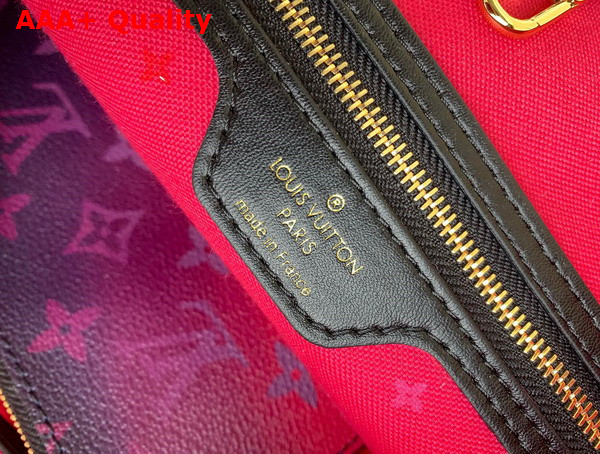 AAA+ Quality
®
LOUIS VUITTON
PARIS
made in France